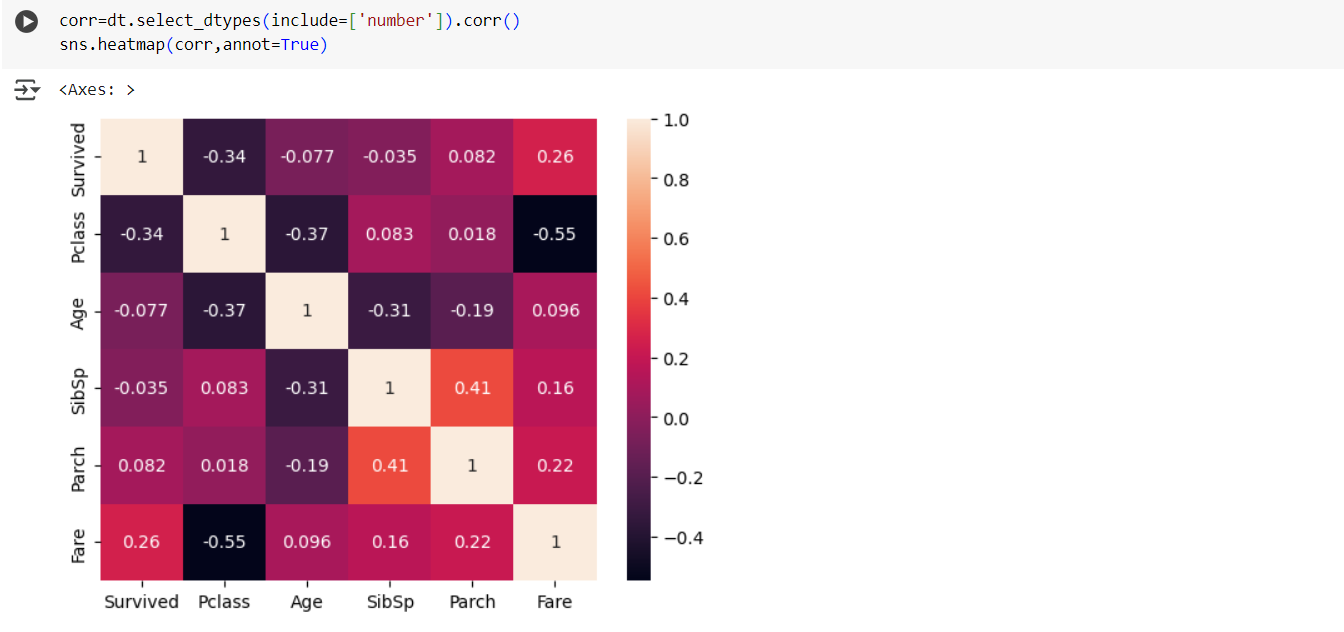 corr=dt.select_dtypes(include=['number']).corr()
sns.heatmap(corr,annot=True)
<Axes: >
Survived 1 -0.34 -0.077 -0.035 0.082 0.26
Pclass -0.34 1 -0.37 0.083 0.018 -0.55
Age -0.077 -0.37 1 -0.31 -0.19 0.096
SibSp -0.035 0.083 -0.31 1 0.41 0.16
Parch 0.082 0.018 -0.19 0.41 1 0.22
Fare 0.26 -0.55 0.096 0.16 0.22 1
Survived Pclass Age SibSp Parch Fare
1.0
0.8
0.6
0.4
0.2
0.0
−0.2
−0.4